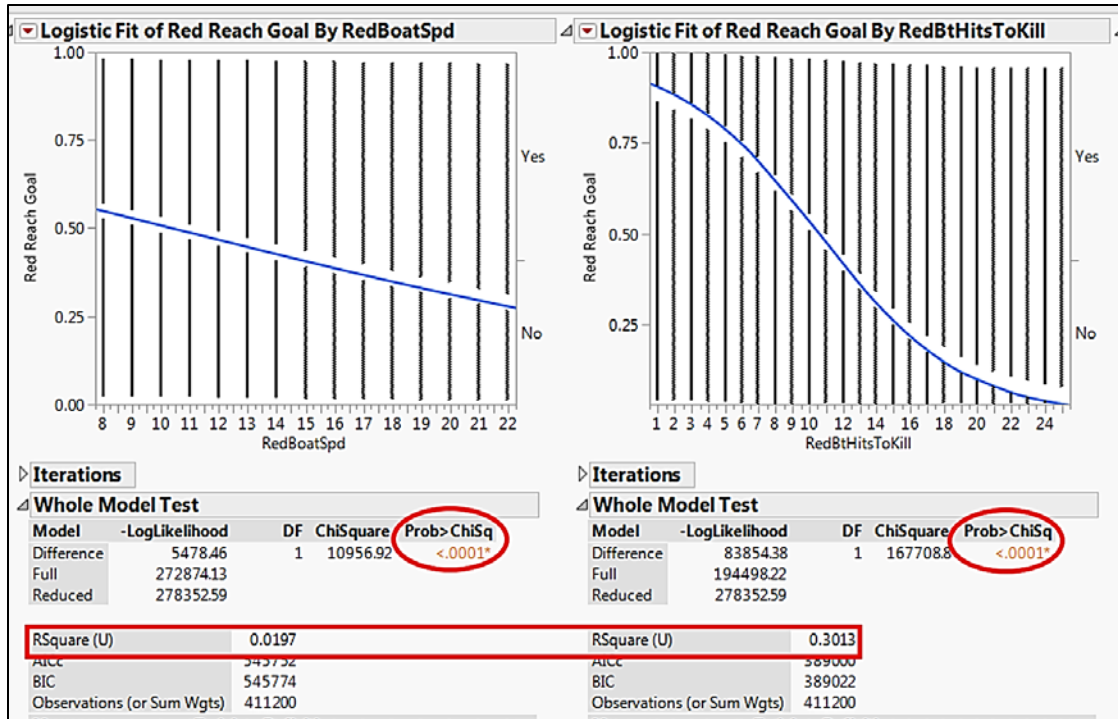 Logistic Fit of Red Reach Goal By RedBoatSpd
1.00
0.75
0.50
0.25
0.00
Red Reach Goal
Yes
No
8 9 10 11 12 13 14 15 16 17 18 19 20 21 22
RedBoatSpd
Iterations
Whole Model Test
Model -LogLikelihood DF ChiSquare Prob>ChiSq
Difference 5478.46 1 10956.92 <.0001*
Full 272874.13
Reduced 278352.59
RSquare (U) 0.0197
AICc 545752
BIC 545774
Observations (or Sum Wgts) 411200
Logistic Fit of Red Reach Goal By RedBtHitsToKill
1.00
0.75
0.50
0.25
Red Reach Goal
Yes
No
1 2 3 4 5 6 7 8 9 10 12 14 16 18 20 22 24
RedBtHitsToKill
Iterations
Whole Model Test
Model -LogLikelihood DF ChiSquare Prob>ChiSq
Difference 83854.38 1 167708.8 <.0001*
Full 194498.22
Reduced 278352.59
RSquare (U) 0.3013
AICc 389000
BIC 389022
Observations (or Sum Wgts) 411200